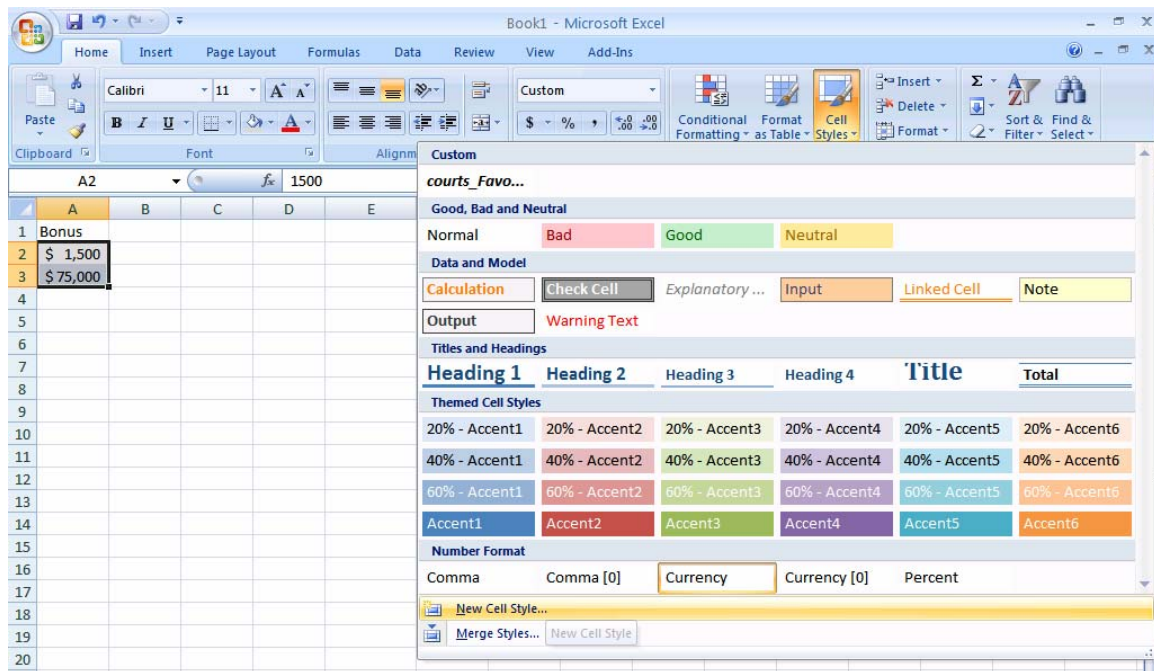 Book1 - Microsoft Excel
Home Insert Page Layout Formulas Data Review View Add-Ins
Calibri 11 A A Custom Insert Σ
Paste B I U A $ % , .00 .00 Conditional Format Cell Delete Sort & Find &
Formatting as Table Styles Format Filter Select
Clipboard Font Alignm
A2 fx 1500
A B C D E
1 Bonus
2 $ 1,500
3 $ 75,000
4
5
6
7
8
9
10
11
12
13
14
15
16
17
18
19
20
Custom
courts_Favo...
Good, Bad and Neutral
Normal Bad Good Neutral
Data and Model
Calculation Check Cell Explanatory ... Input Linked Cell Note
Output Warning Text
Titles and Headings
Heading 1 Heading 2 Heading 3 Heading 4 Title Total
Themed Cell Styles
20% - Accent1 20% - Accent2 20% - Accent3 20% - Accent4 20% - Accent5 20% - Accent6
40% - Accent1 40% - Accent2 40% - Accent3 40% - Accent4 40% - Accent5 40% - Accent6
60% - Accent1 60% - Accent2 60% - Accent3 60% - Accent4 60% - Accent5 60% - Accent6
Accent1 Accent2 Accent3 Accent4 Accent5 Accent6
Number Format
Comma Comma [0] Currency Currency [0] Percent
New Cell Style...
Merge Styles... New Cell Style